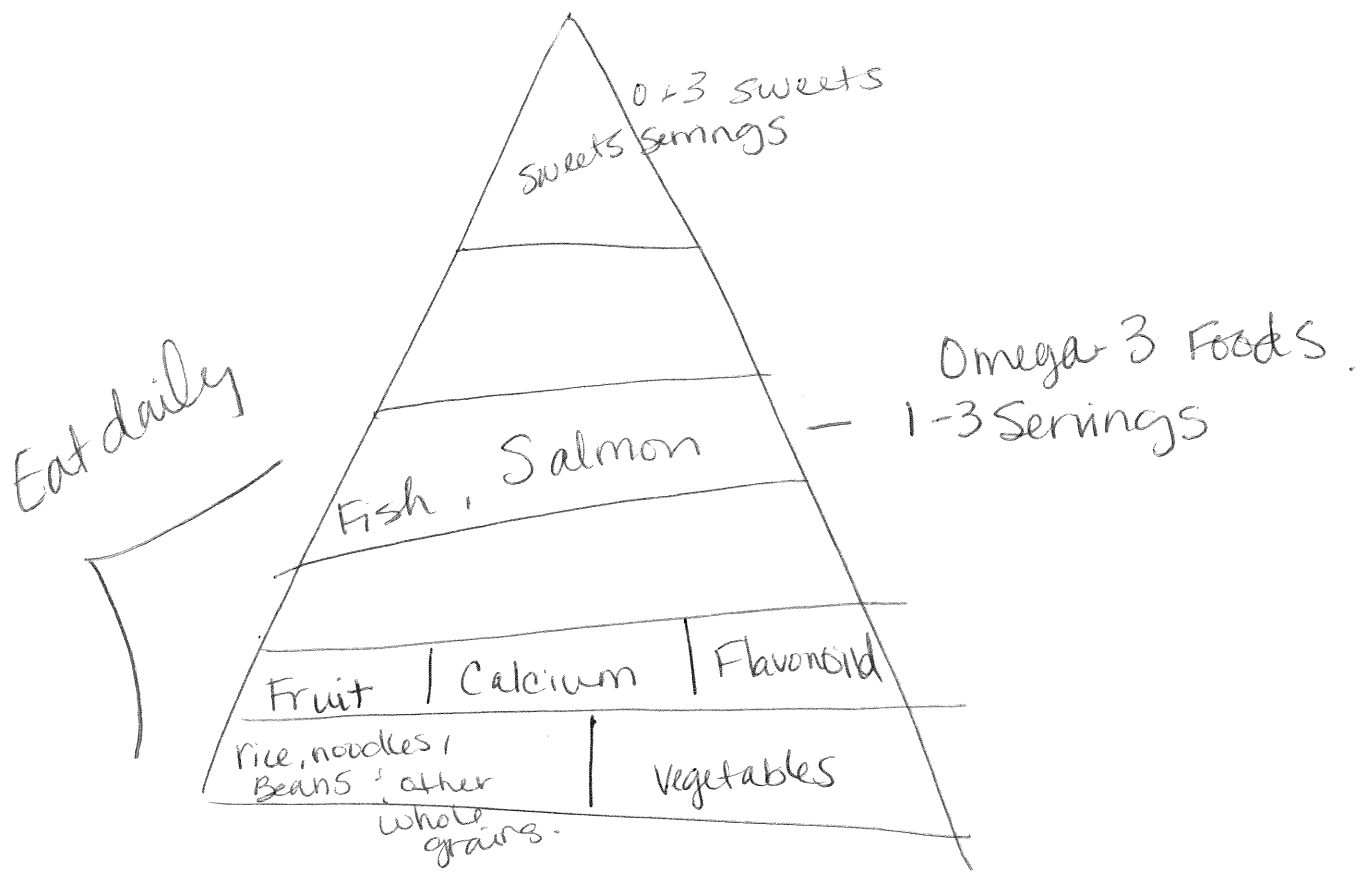 0-3 sweets
sweets servings
Eat daily
Omega-3 Foods.
Fish, Salmon
- 1-3 Servings
Fruit | Calcium | Flavonoid
rice, noodles,
Beans & other
whole
grains.
Vegetables